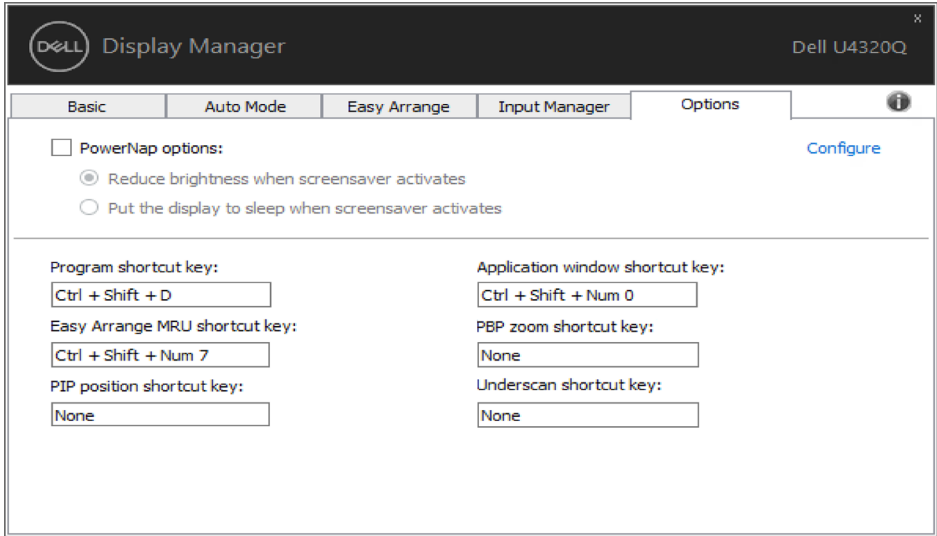 x
DELL Display Manager
Dell U4320Q
Basic Auto Mode Easy Arrange Input Manager Options
PowerNap options: Configure
Reduce brightness when screensaver activates
Put the display to sleep when screensaver activates
Program shortcut key: Application window shortcut key:
Ctrl + Shift + D Ctrl + Shift + Num 0
Easy Arrange MRU shortcut key: PBP zoom shortcut key:
Ctrl + Shift + Num 7 None
PIP position shortcut key: Underscan shortcut key:
None None